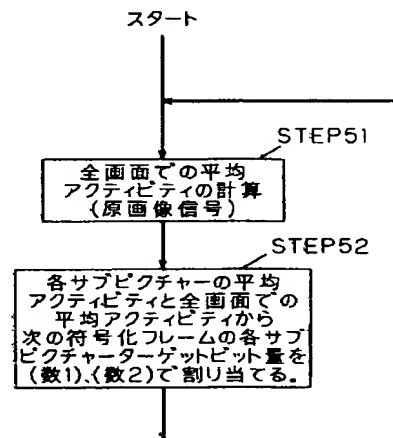 スタート
STEP51
全画面での平均
アクティビティの計算
(原画像信号)
STEP52
各サブピクチャーの平均
アクティビティと全画面での
平均アクティビティから
次の符号化フレームの各サブ
ピクチャーターゲットビット量を
(数1)、(数2)で割り当てる。